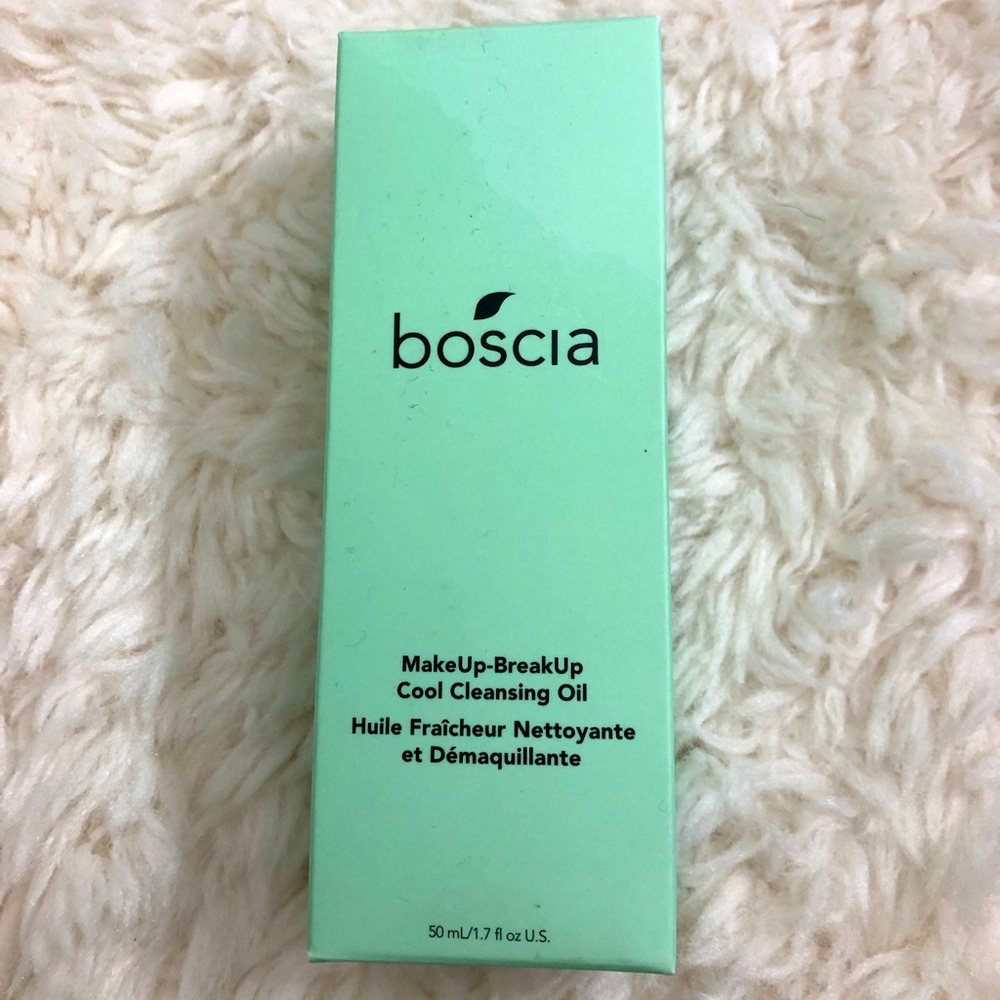 boscia
MakeUp-BreakUp
Cool Cleansing Oil
Huile Fraîcheur Nettoyante
et Démaquillante
50 mL/1.7 fl oz U.S.